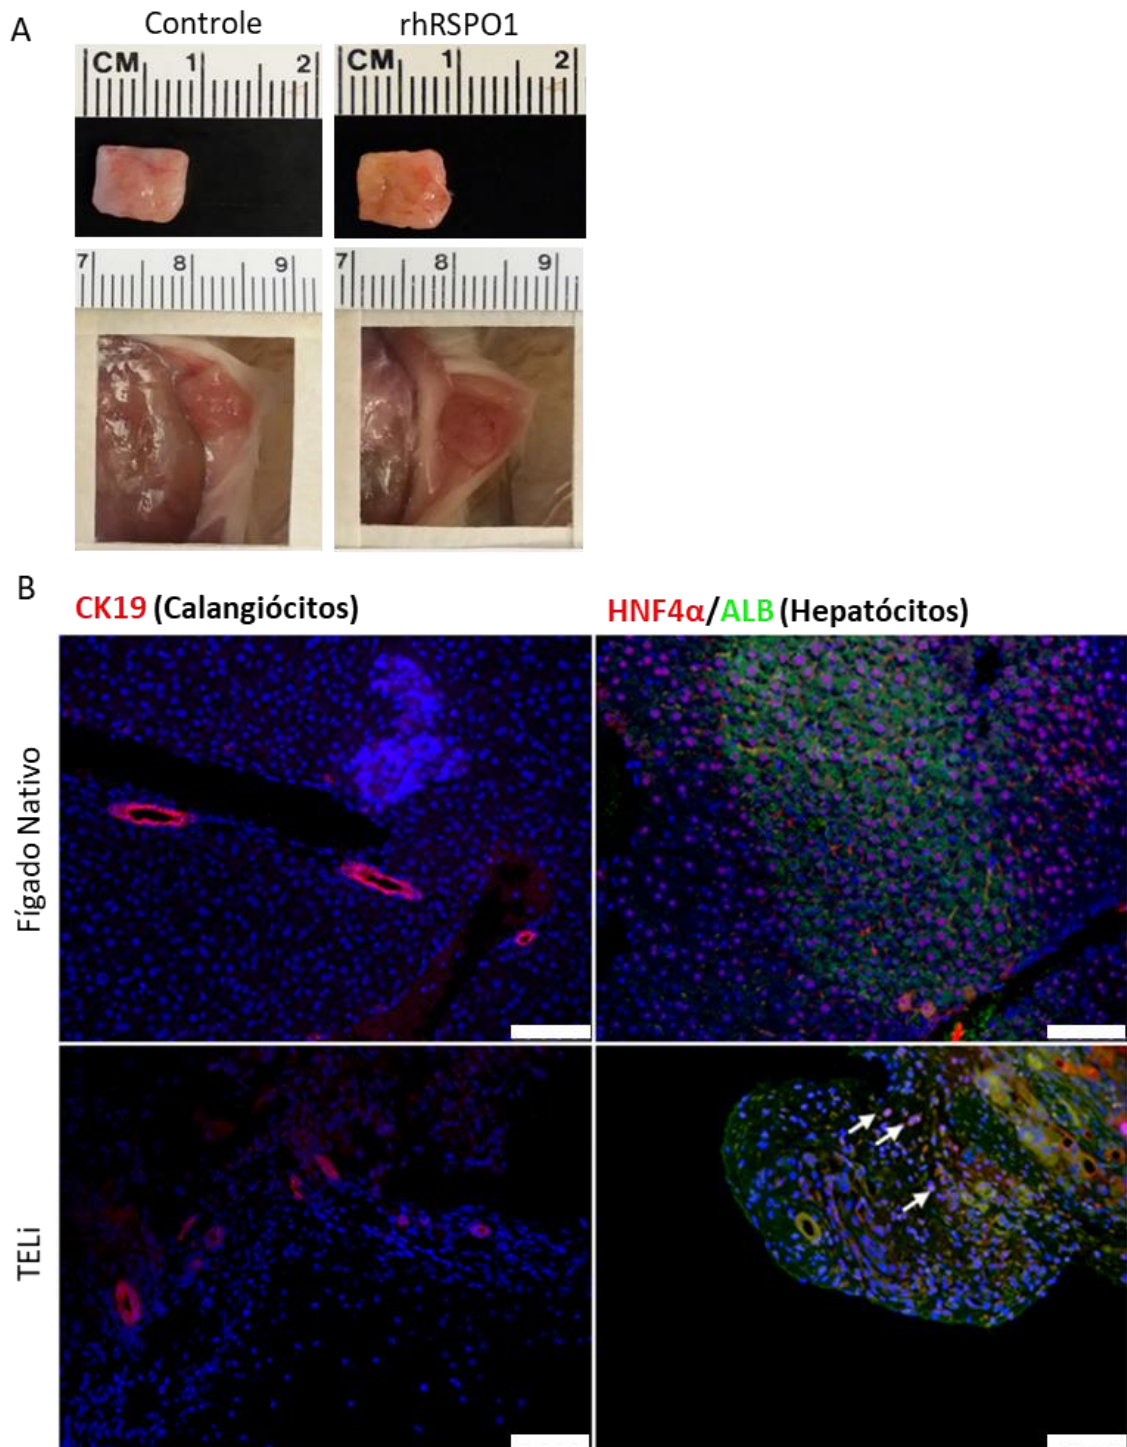 A
Controle
rhRSPO1
CM 1 2
CM 1 2
7 8 9
7 8 9
B
CK19 (Calangiócitos)
HNF4α/ALB (Hepatócitos)
Fígado Nativo
TELi